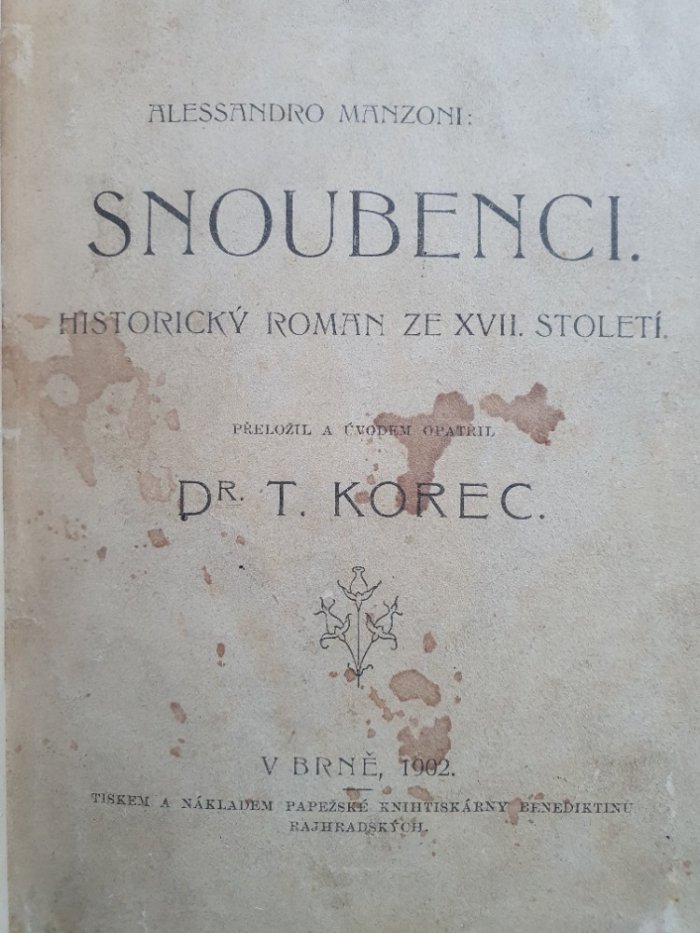 ALESSANDRO MANZONI:
SNOUBENCI.
HISTORICKÝ ROMAN ZE XVII. STOLETÍ.
PŘELOŽIL A ÚVODEM OPATŘIL
DR. T. KOREC.
V BRNĚ, 1902.
TISKEM A NÁKLADEM PAPEŽSKÉ KNIHTISKÁRNY BENEDIKTINŮ
RAJHRADSKÝCH.